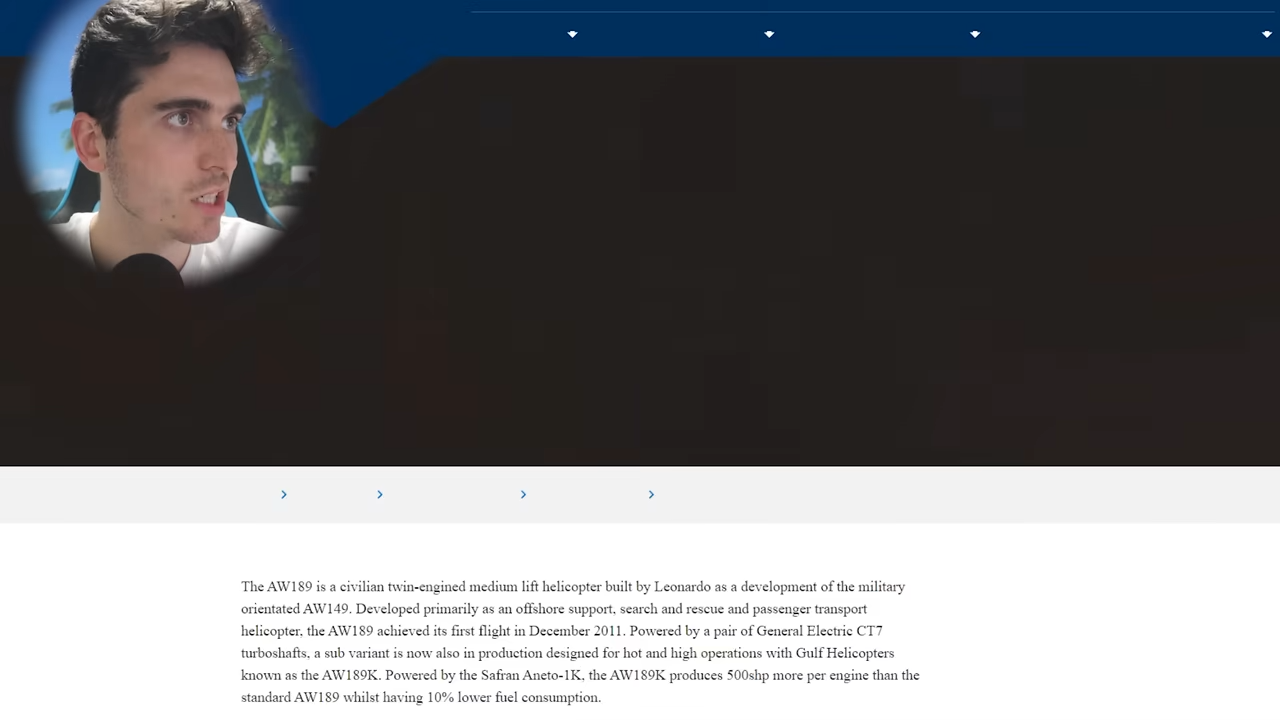 The AW189 is a civilian twin-engined medium lift helicopter built by Leonardo as a development of the military
orientated AW149. Developed primarily as an offshore support, search and rescue and passenger transport
helicopter, the AW189 achieved its first flight in December 2011. Powered by a pair of General Electric CT7
turboshafts, a sub variant is now also in production designed for hot and high operations with Gulf Helicopters
known as the AW189K. Powered by the Safran Aneto-1K, the AW189K produces 500shp more per engine than the
standard AW189 whilst having 10% lower fuel consumption.